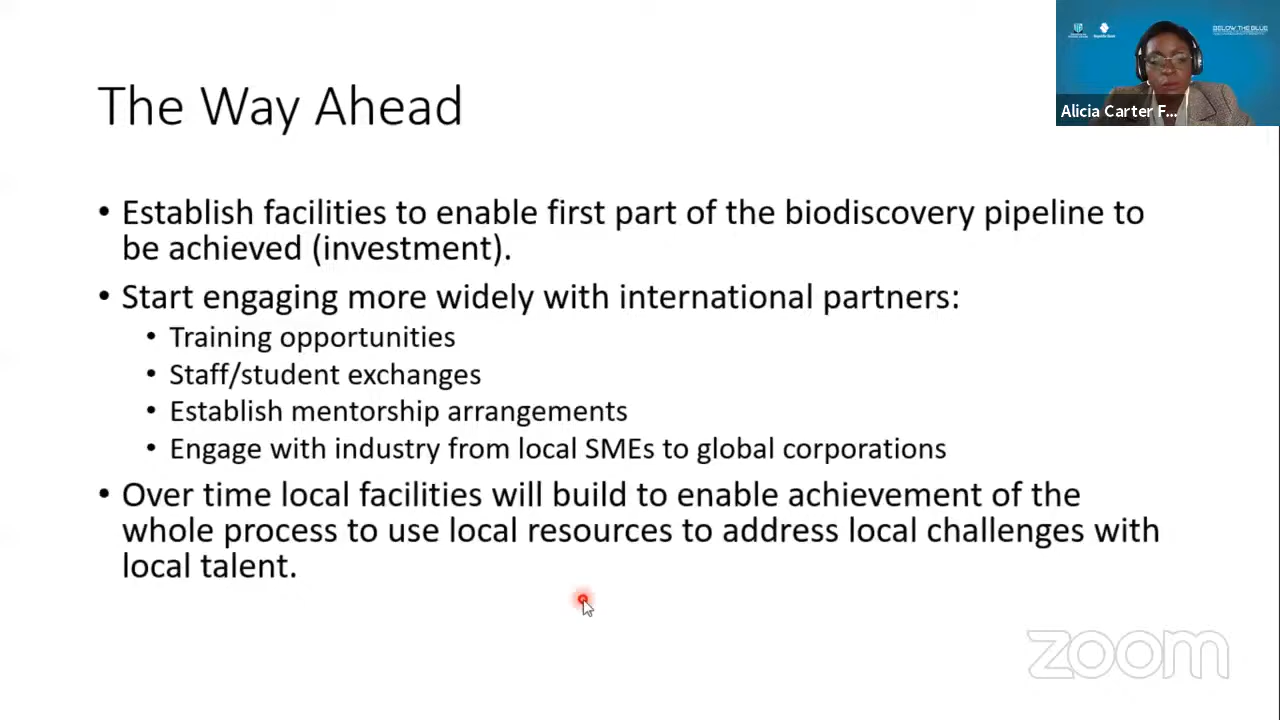 BELOW THE BLUE
Alicia Carter F...
The Way Ahead
• Establish facilities to enable first part of the biodiscovery pipeline to
be achieved (investment).
• Start engaging more widely with international partners:
• Training opportunities
• Staff/student exchanges
• Establish mentorship arrangements
• Engage with industry from local SMEs to global corporations
• Over time local facilities will build to enable achievement of the
whole process to use local resources to address local challenges with
local talent.
zoom